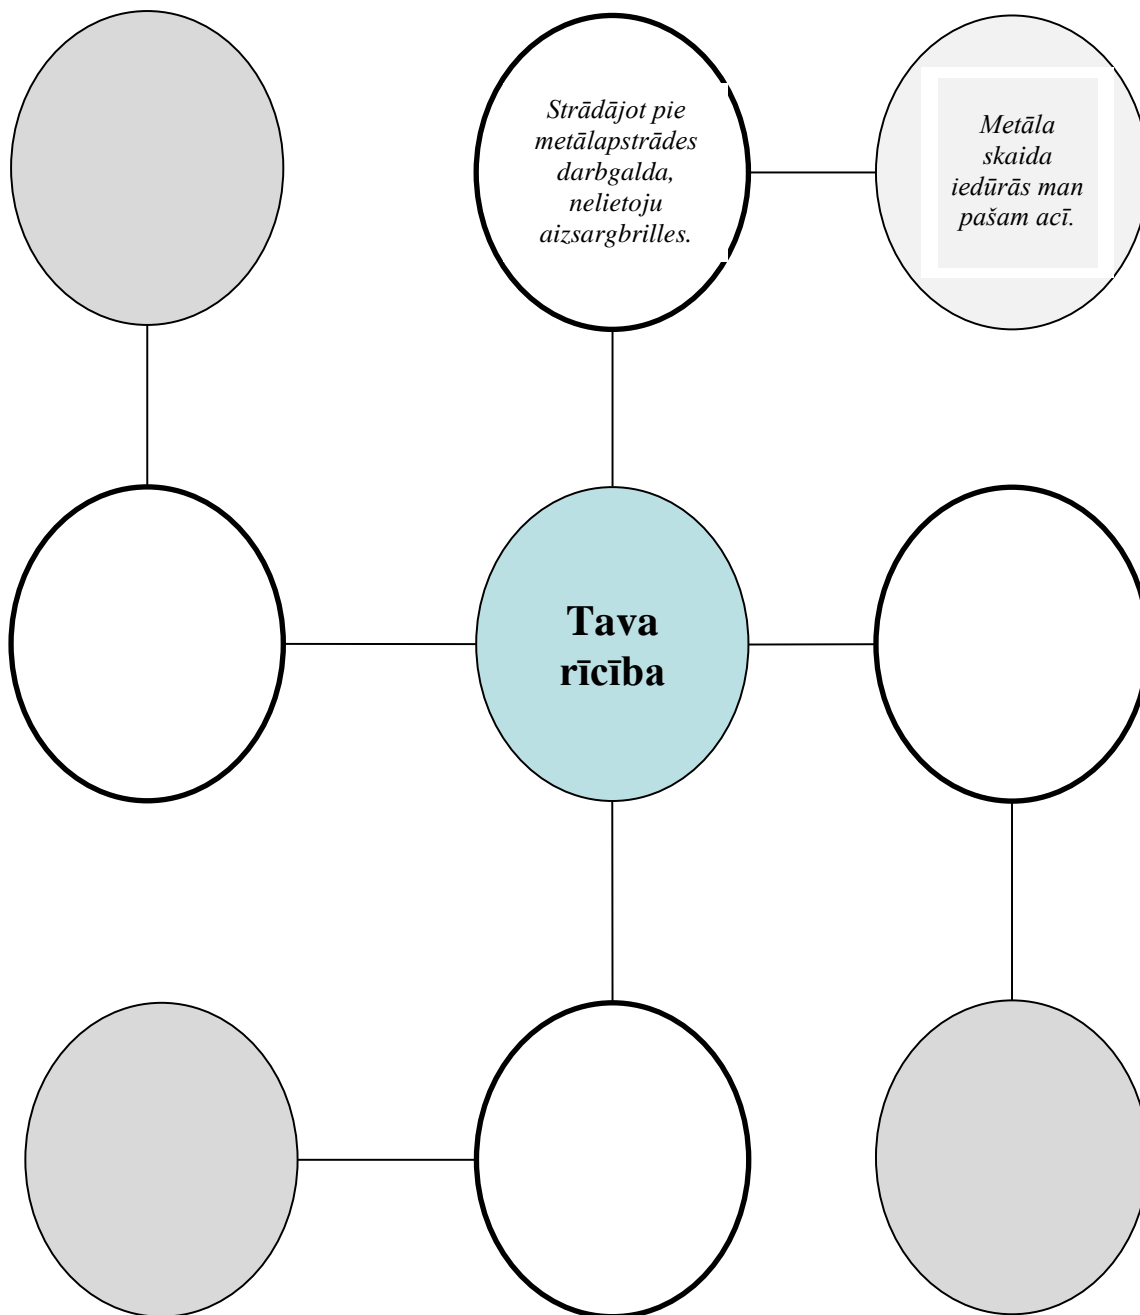 Strādājot pie
metālapstrādes
darbgalda,
nelietoju
aizsargbrilles.
Metāla
skaida
iedūrās man
pašam acī.
Tava
rīcība